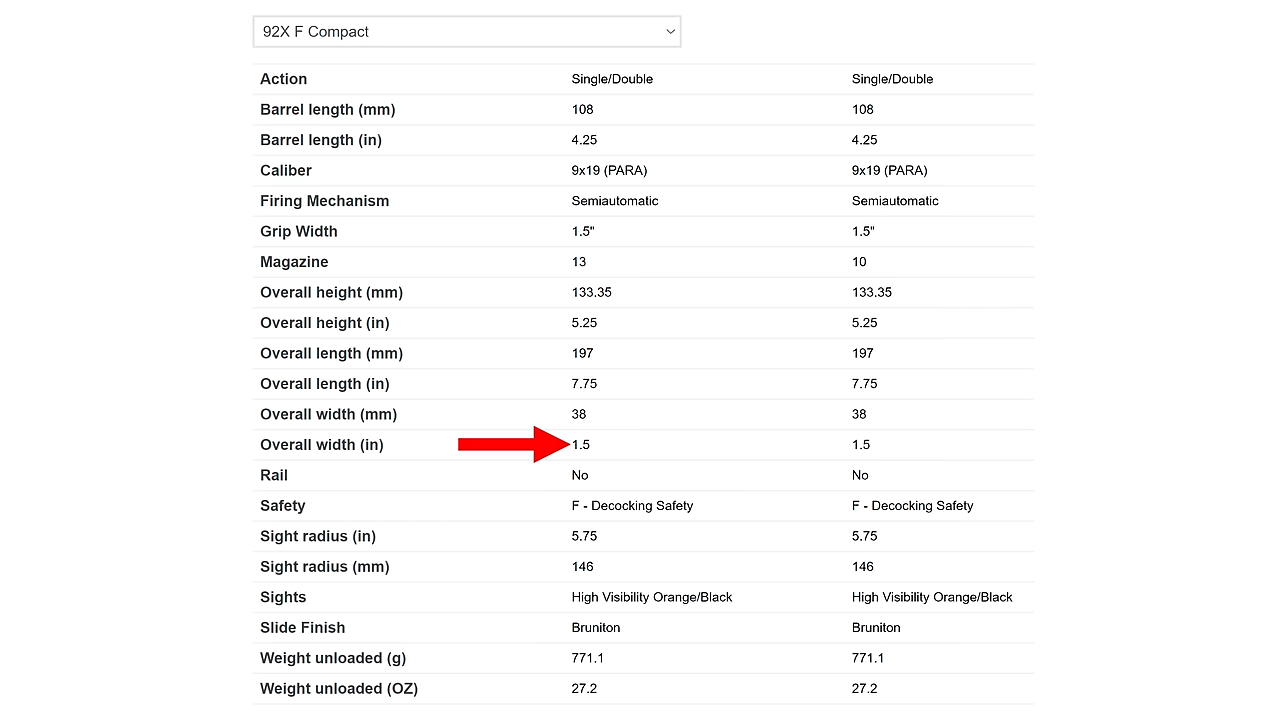 92X F Compact
Action Single/Double Single/Double
Barrel length (mm) 108 108
Barrel length (in) 4.25 4.25
Caliber 9x19 (PARA) 9x19 (PARA)
Firing Mechanism Semiautomatic Semiautomatic
Grip Width 1.5" 1.5"
Magazine 13 10
Overall height (mm) 133.35 133.35
Overall height (in) 5.25 5.25
Overall length (mm) 197 197
Overall length (in) 7.75 7.75
Overall width (mm) 38 38
Overall width (in) 1.5 1.5
Rail No No
Safety F - Decocking Safety F - Decocking Safety
Sight radius (in) 5.75 5.75
Sight radius (mm) 146 146
Sights High Visibility Orange/Black High Visibility Orange/Black
Slide Finish Bruniton Bruniton
Weight unloaded (g) 771.1 771.1
Weight unloaded (OZ) 27.2 27.2